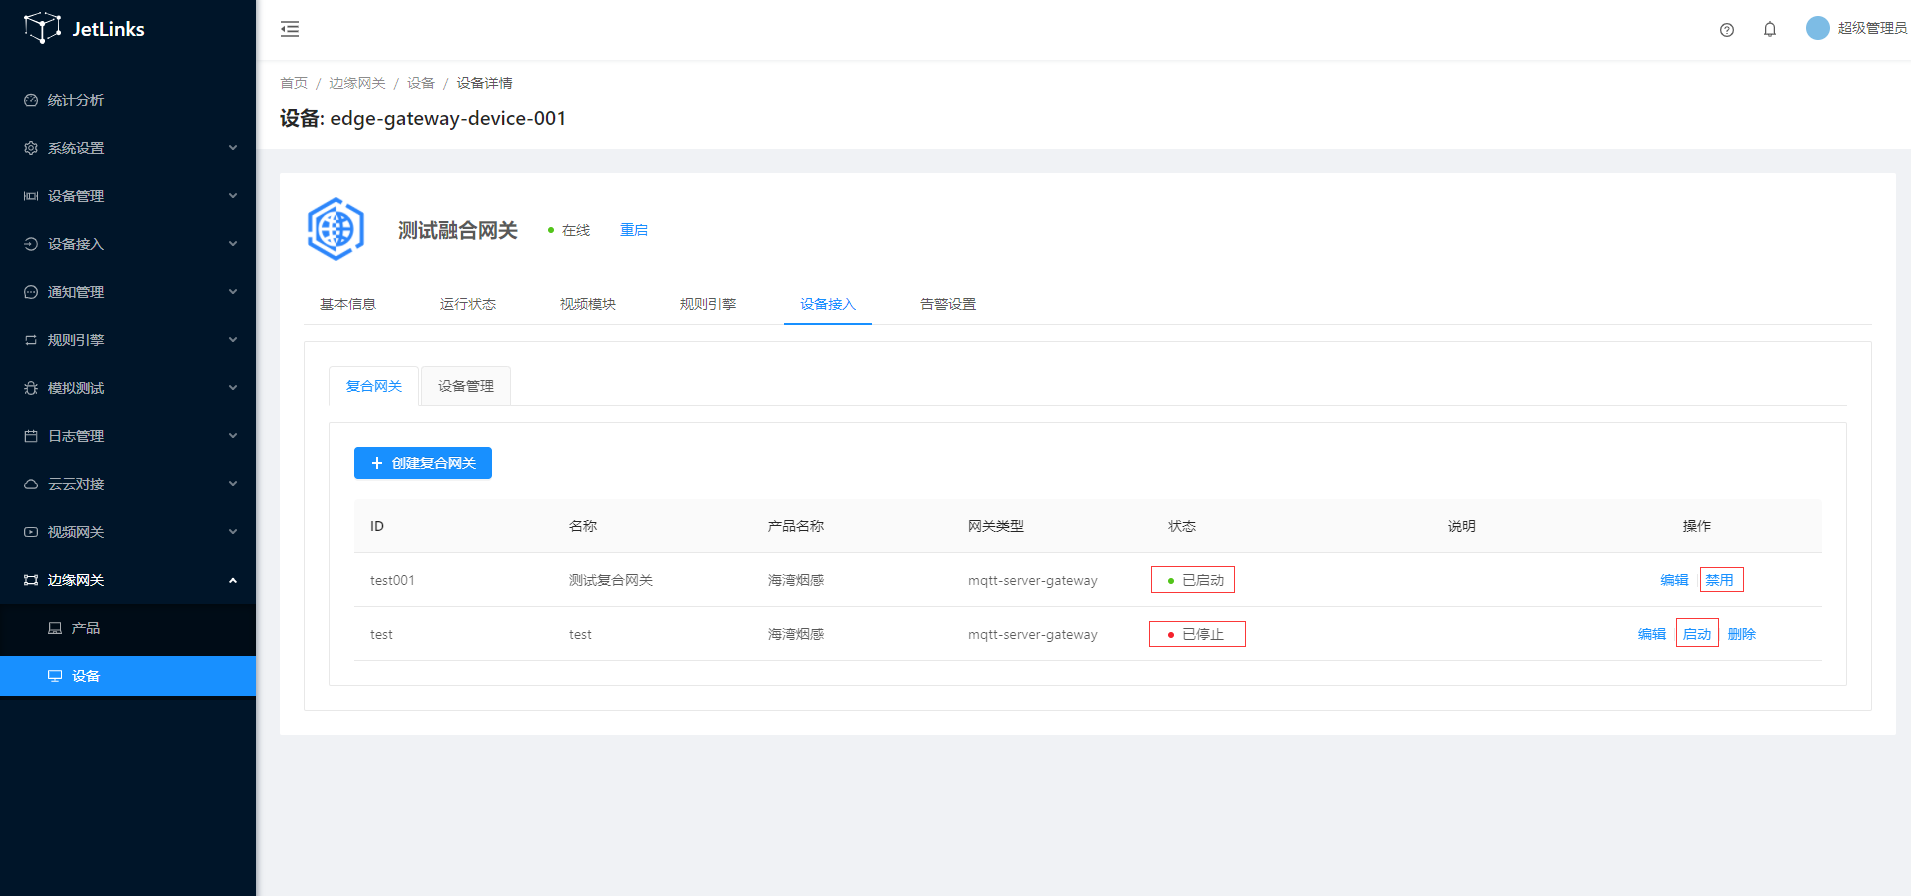 JetLinks
超级管理员
统计分析
系统设置
设备管理
设备接入
通知管理
规则引擎
模拟测试
日志管理
云云对接
视频网关
边缘网关
产品
设备
首页 / 边缘网关 / 设备 / 设备详情
设备: edge-gateway-device-001
测试融合网关 在线 重启
基本信息 运行状态 视频模块 规则引擎 设备接入 告警设置
复合网关 设备管理
+ 创建复合网关
ID 名称 产品名称 网关类型 状态 说明 操作
test001 测试复合网关 海湾烟感 mqtt-server-gateway 已启动 编辑 禁用
test test 海湾烟感 mqtt-server-gateway 已停止 编辑 启动 删除